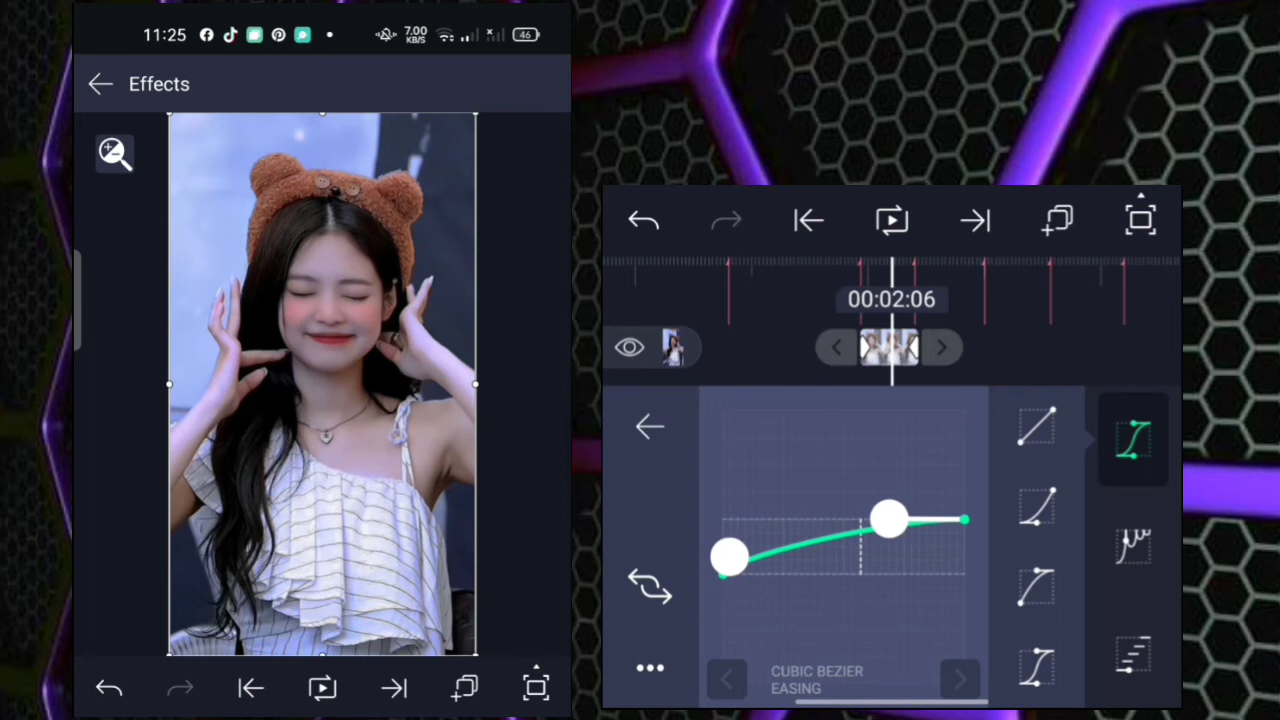 11:25
7.00
KB/S
46
Effects
00:02:06
CUBIC BEZIER
EASING